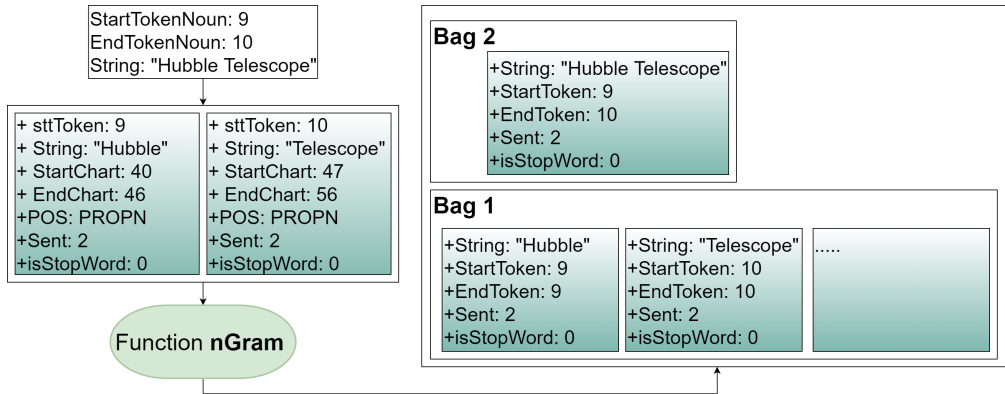 StartTokenNoun: 9
EndTokenNoun: 10
String: "Hubble Telescope"
+ sttToken: 9
+ String: "Hubble"
+ StartChart: 40
+ EndChart: 46
+POS: PROPN
+Sent: 2
+isStopWord: 0
+ sttToken: 10
+ String: "Telescope"
+ StartChart: 47
+ EndChart: 56
+POS: PROPN
+Sent: 2
+isStopWord: 0
Function nGram
Bag 2
+String: "Hubble Telescope"
+StartToken: 9
+EndToken: 10
+Sent: 2
+isStopWord: 0
Bag 1
+String: "Hubble"
+StartToken: 9
+EndToken: 9
+Sent: 2
+isStopWord: 0
+String: "Telescope"
+StartToken: 10
+EndToken: 10
+Sent: 2
+isStopWord: 0
.....